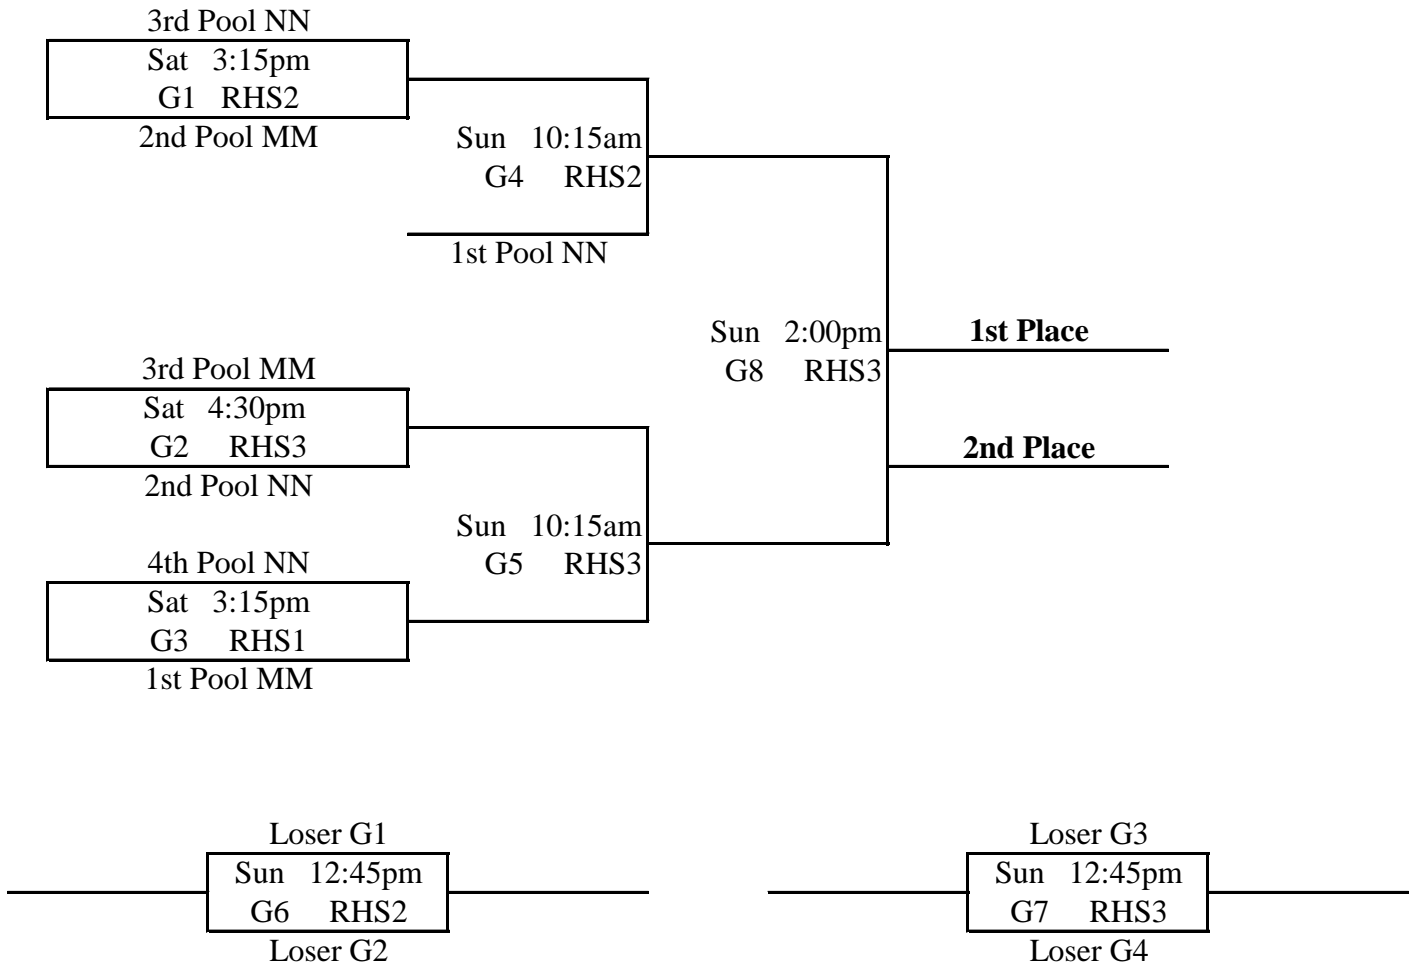 3rd Pool NN
Sat 3:15pm
G1 RHS2
2nd Pool MM
Sun 10:15am
G4 RHS2
1st Pool NN
Sun 2:00pm
G8 RHS3
1st Place
2nd Place
3rd Pool MM
Sat 4:30pm
G2 RHS3
2nd Pool NN
Sun 10:15am
G5 RHS3
4th Pool NN
Sat 3:15pm
G3 RHS1
1st Pool MM
Loser G1
Sun 12:45pm
G6 RHS2
Loser G2
Loser G3
Sun 12:45pm
G7 RHS3
Loser G4